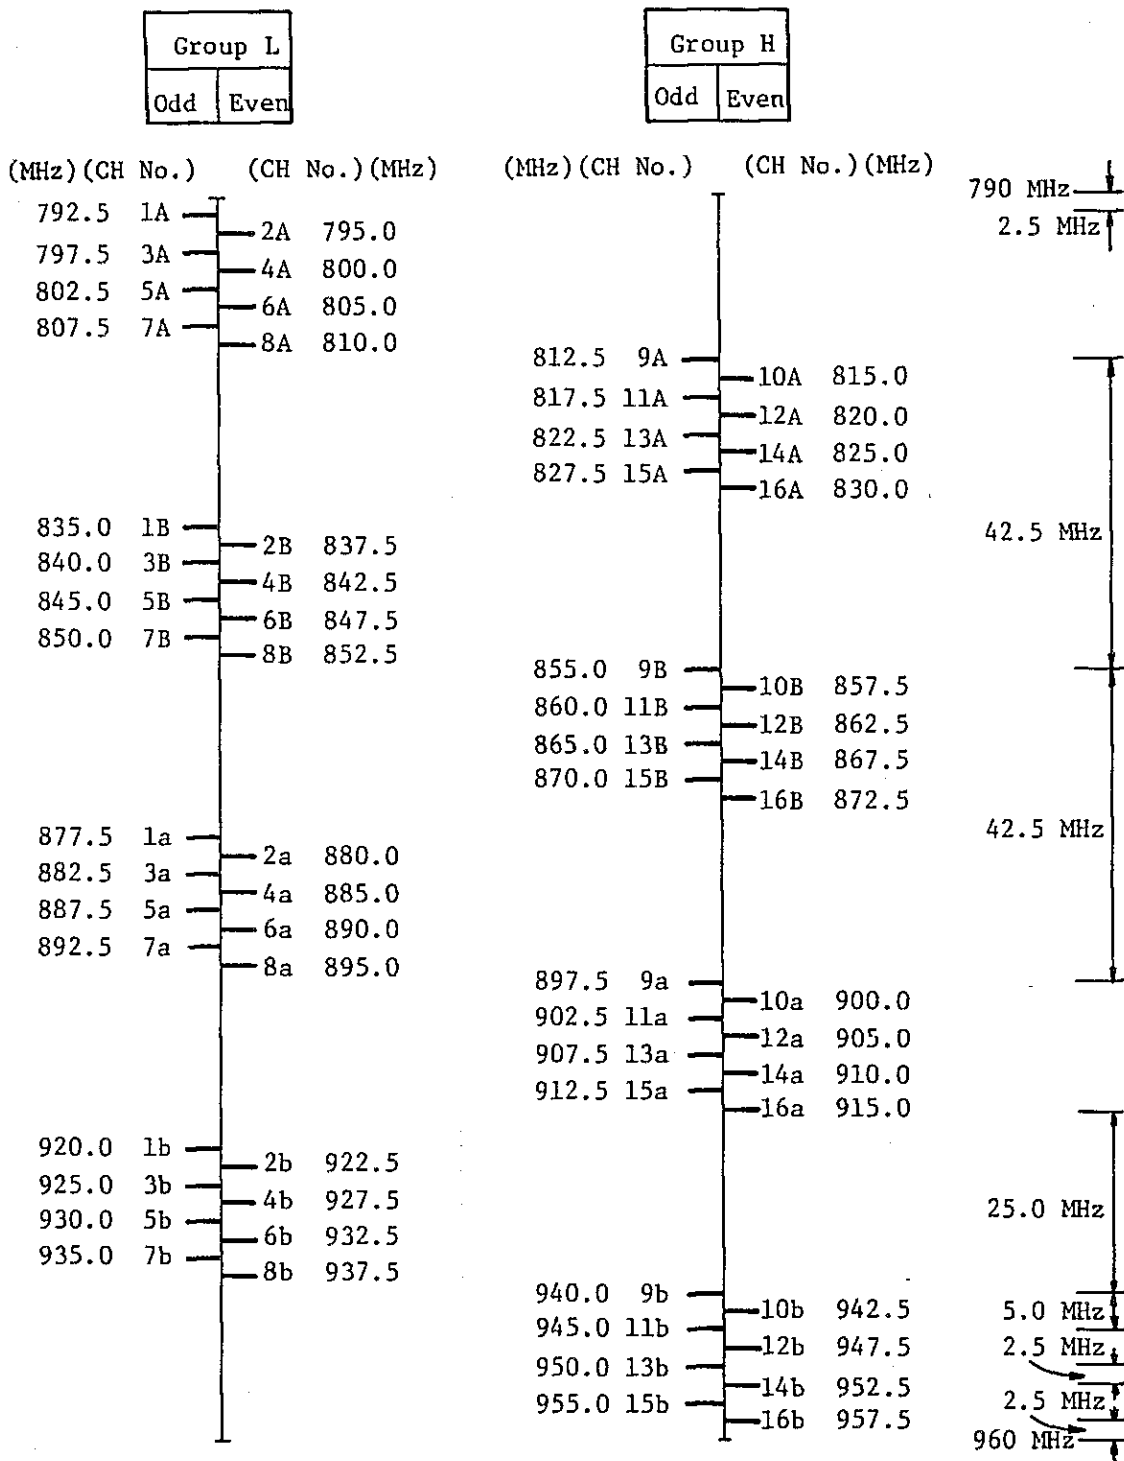 Group L Group H
Odd Even Odd Even
(MHz) (CH No.) (CH No.) (MHz) (MHz) (CH No.) (CH No.) (MHz)
790 MHz
792.5 1A
2A 795.0 2.5 MHz
797.5 3A
4A 800.0
802.5 5A
6A 805.0
807.5 7A
8A 810.0
812.5 9A
10A 815.0
817.5 11A
12A 820.0
822.5 13A
14A 825.0
827.5 15A
16A 830.0
835.0 1B 42.5 MHz
2B 837.5
840.0 3B
4B 842.5
845.0 5B
6B 847.5
850.0 7B
8B 852.5
855.0 9B
10B 857.5
860.0 11B
12B 862.5
865.0 13B
14B 867.5
870.0 15B
16B 872.5
877.5 1a 42.5 MHz
2a 880.0
882.5 3a
4a 885.0
887.5 5a
6a 890.0
892.5 7a
8a 895.0
897.5 9a
10a 900.0
902.5 11a
12a 905.0
907.5 13a
14a 910.0
912.5 15a
16a 915.0
920.0 1b
2b 922.5
925.0 3b
4b 927.5 25.0 MHz
930.0 5b
6b 932.5
935.0 7b
8b 937.5
940.0 9b
10b 942.5 5.0 MHz
945.0 11b
12b 947.5 2.5 MHz
950.0 13b
14b 952.5
955.0 15b 2.5 MHz
16b 957.5
960 MHz